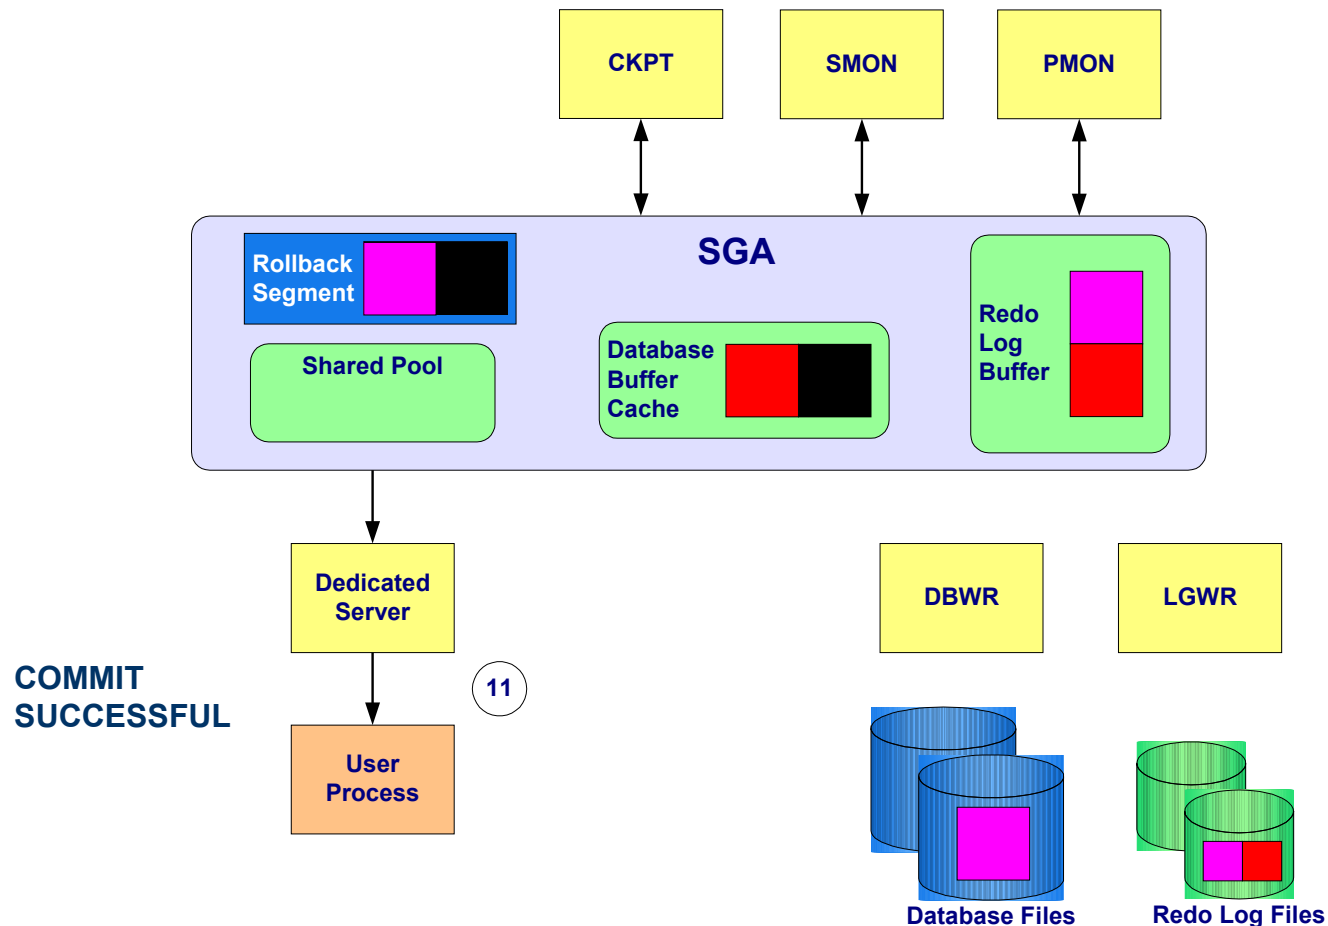 CKPT
SMON
PMON
SGA
Rollback
Segment
Shared Pool
Database
Buffer
Cache
Redo
Log
Buffer
Dedicated
Server
DBWR
LGWR
COMMIT
SUCCESSFUL
11
User
Process
Database Files
Redo Log Files